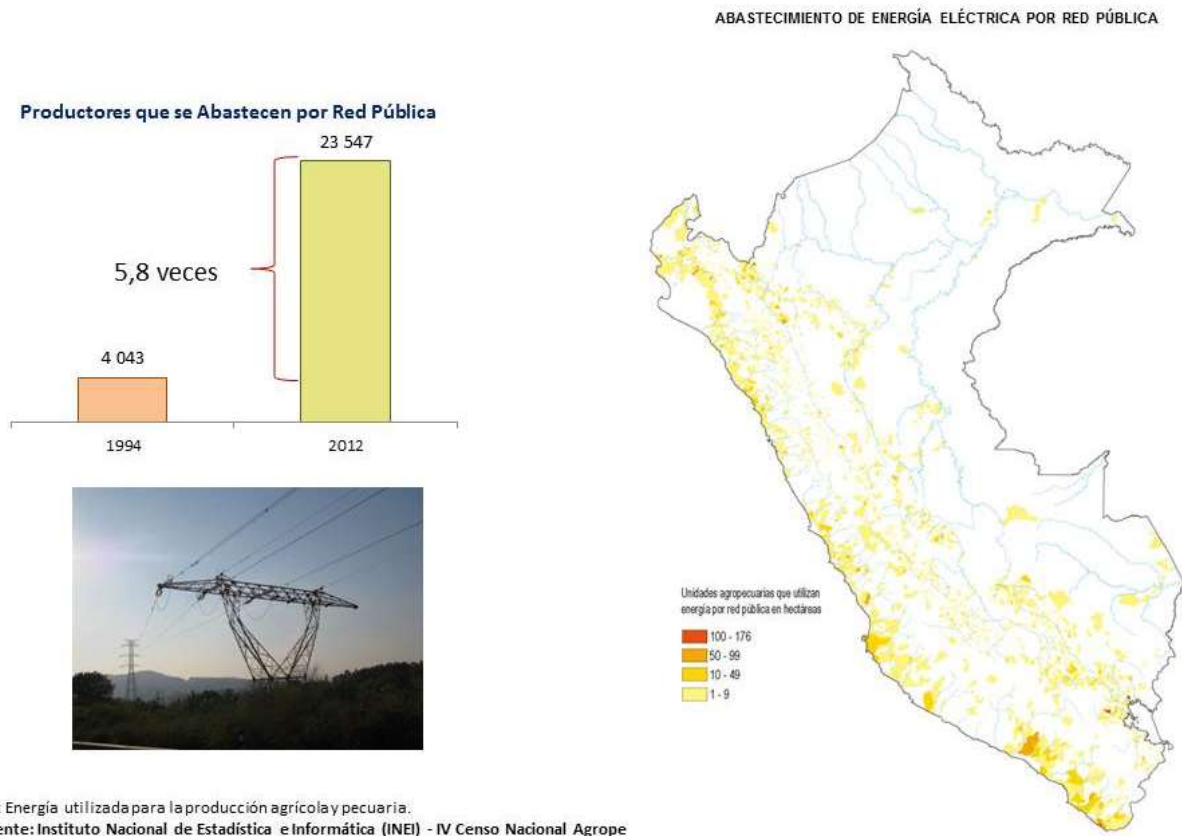 ABASTECIMIENTO DE ENERGÍA ELÉCTRICA POR RED PÚBLICA
Productores que se Abastecen por Red Pública
23 547
5,8 veces
4 043
1994
2012
Unidades agropecuarias que utilizan
energía por red pública en hectáreas
100 - 176
50 - 99
10 - 49
1 - 9
: Energía utilizada para la producción agrícola y pecuaria.
ente: Instituto Nacional de Estadística e Informática (INEI) - IV Censo Nacional Agrope